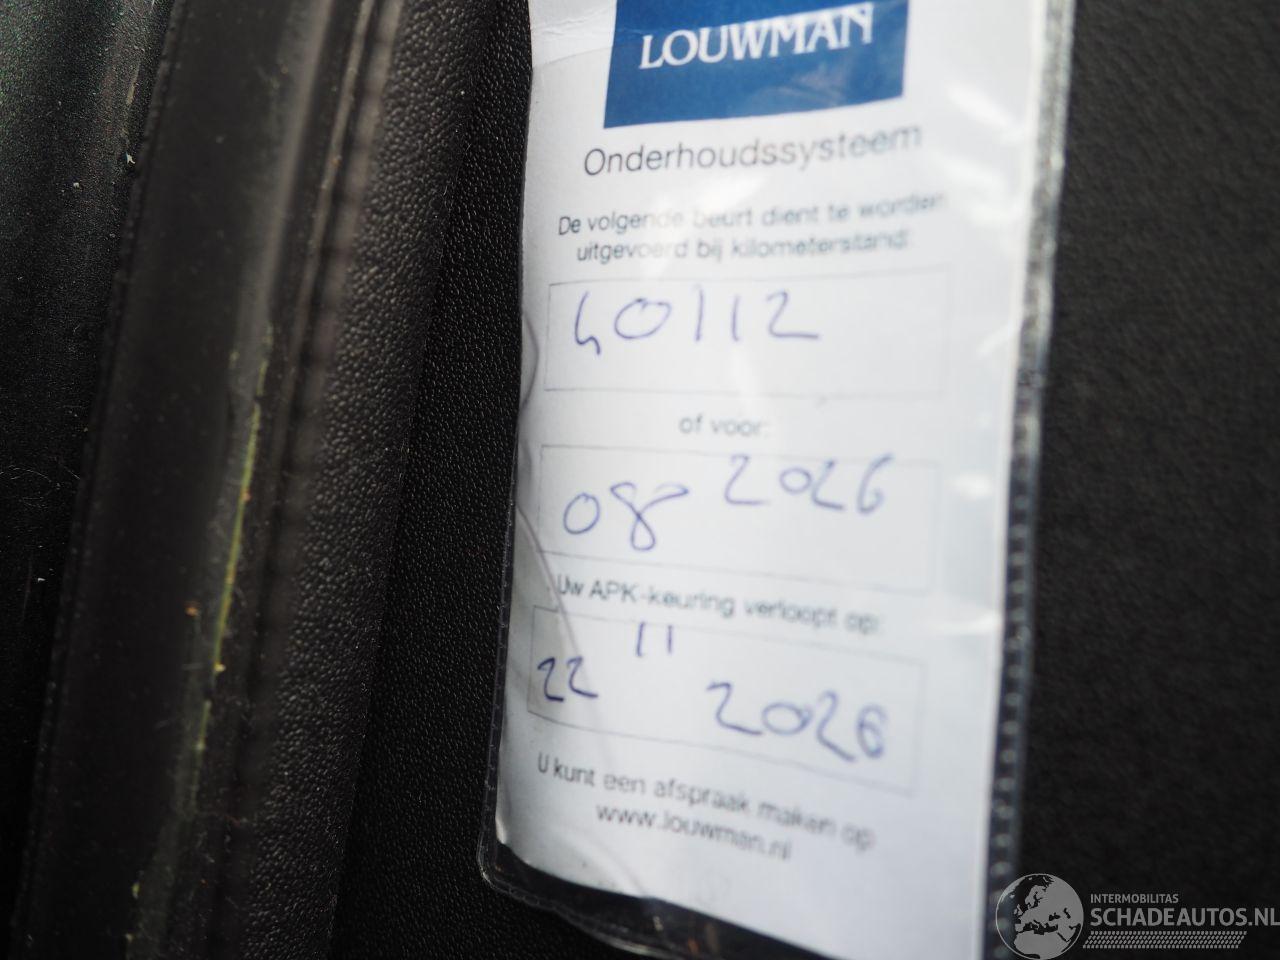 LOUWMAN
Onderhoudssysteem
De volgende beurt dient te worden
uitgevoerd bij kilometerstand:
40112
of voor:
08 2026
Uw APK-keuring verloopt op:
22 11 2026
U kunt een afspraak maken op
www.louwman.nl
INTERMOBILITAS
SCHADEAUTOS.NL